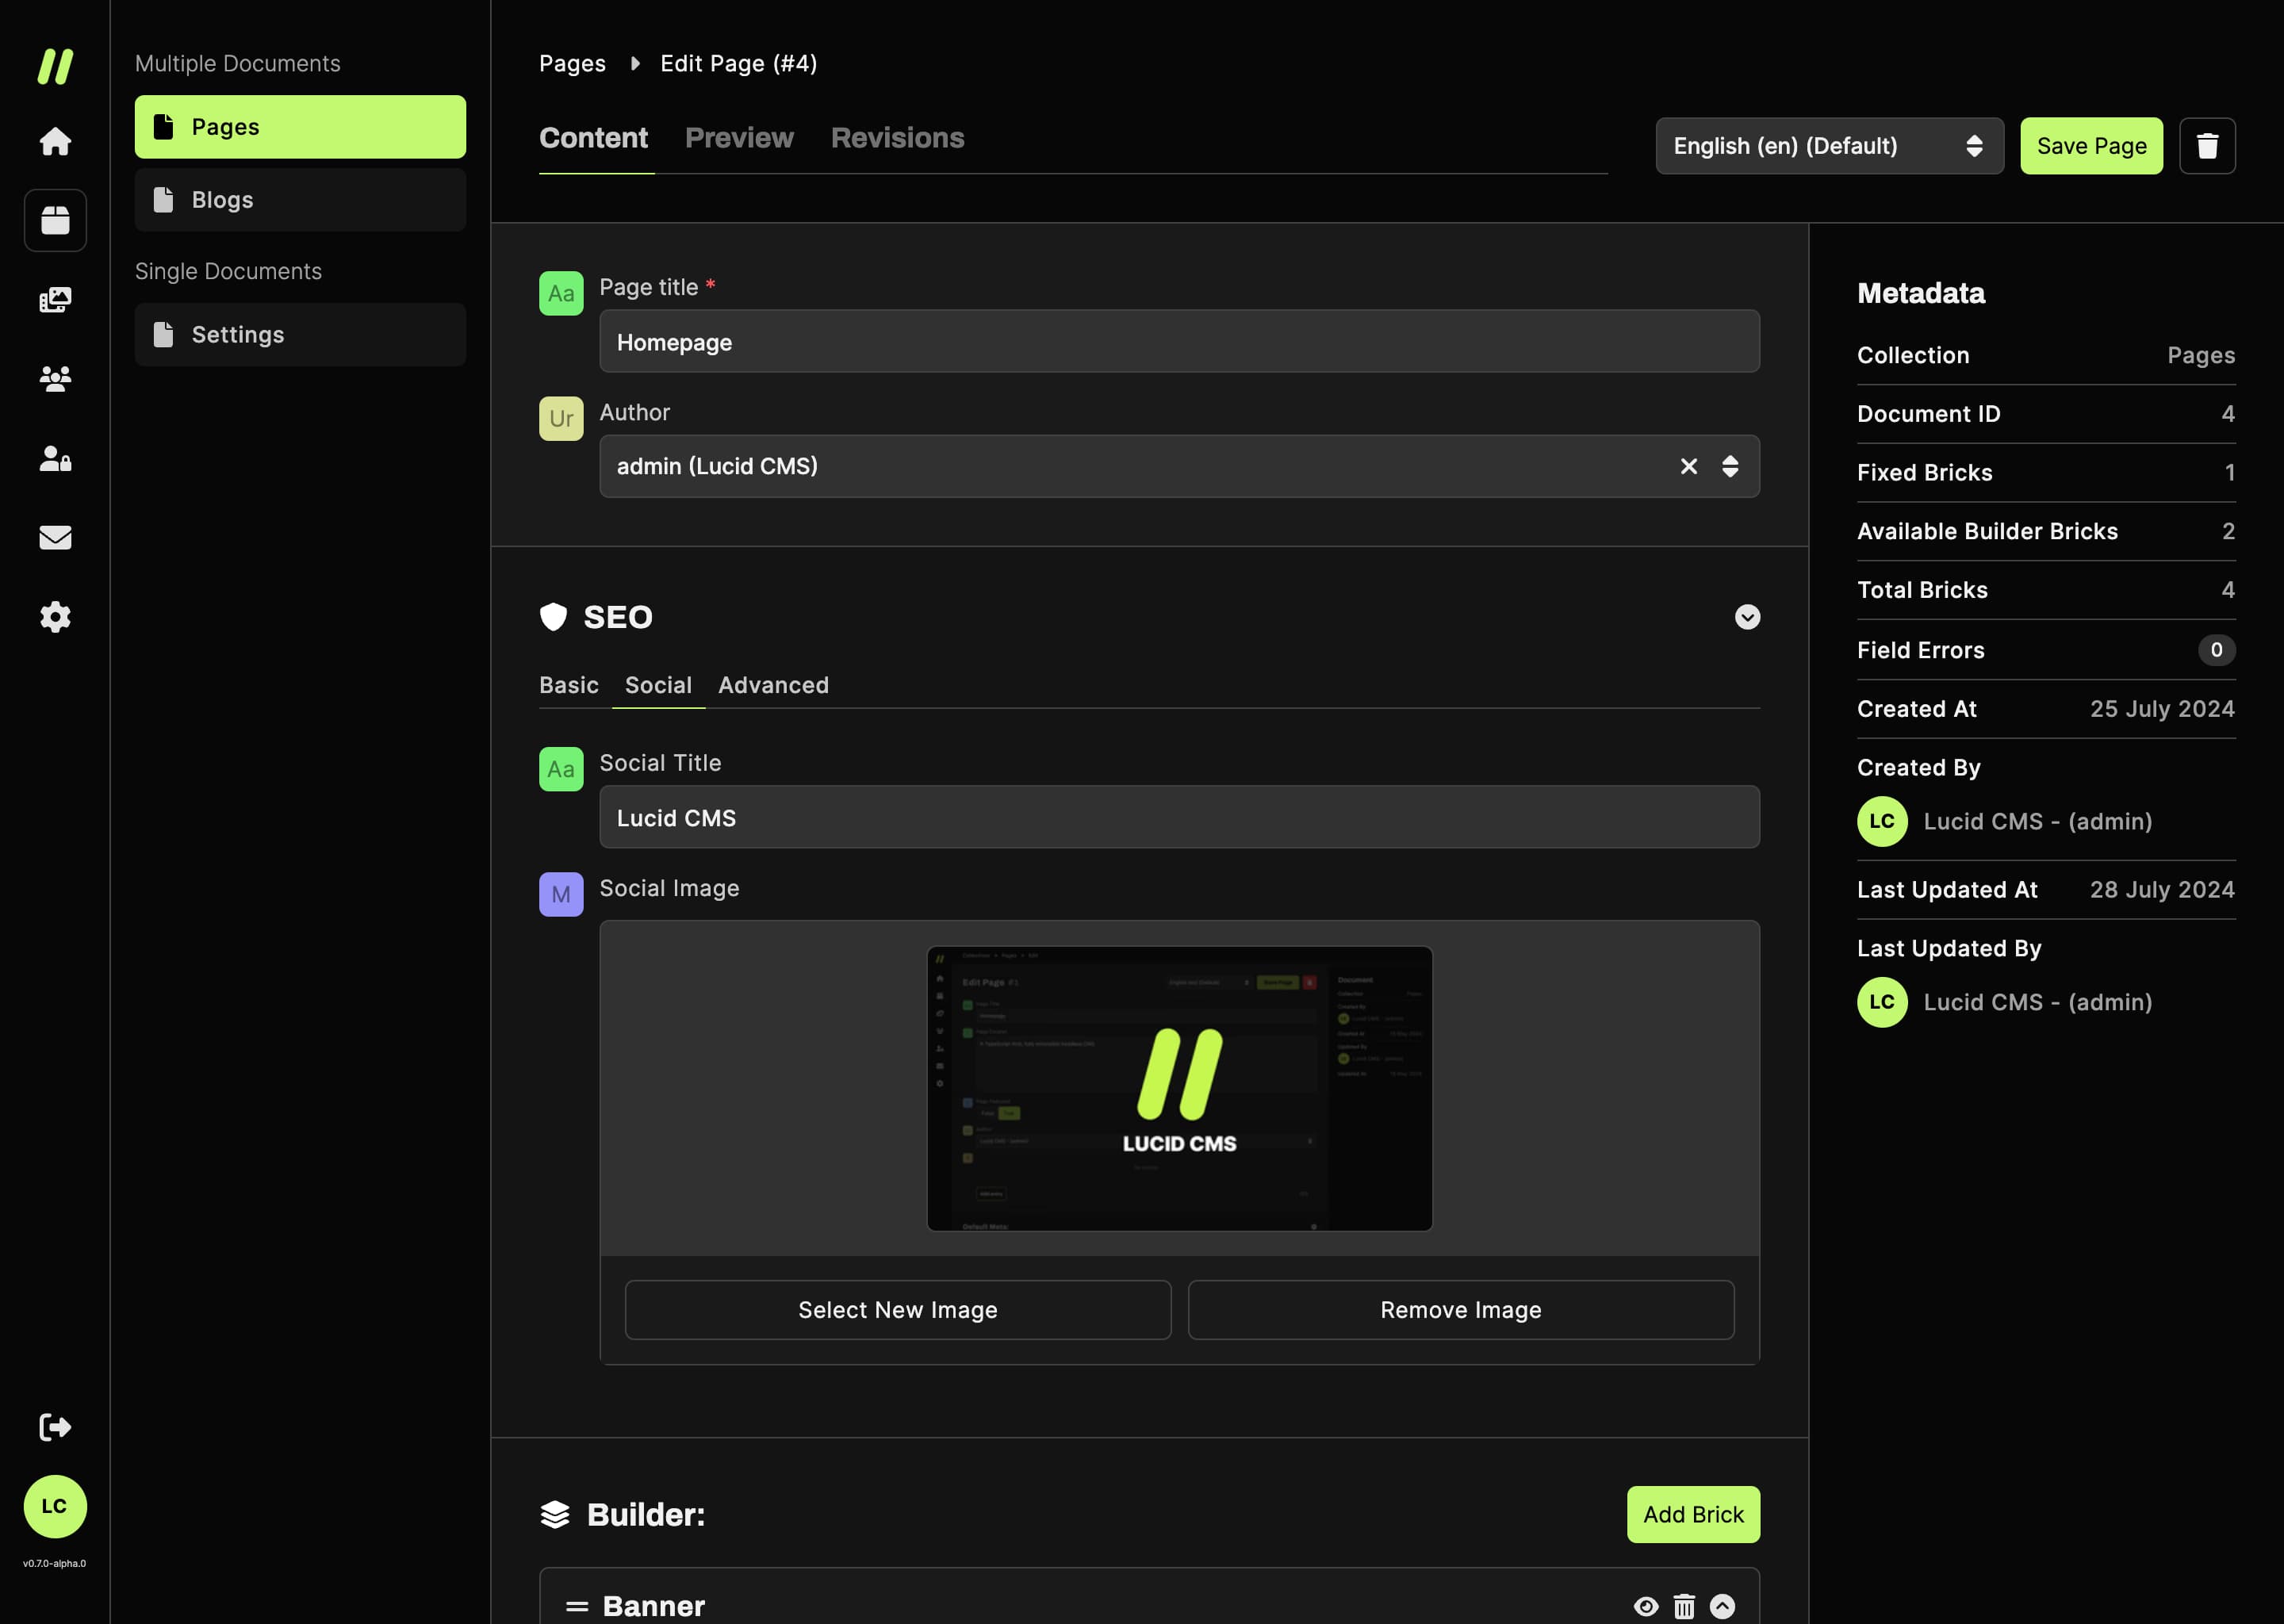 Multiple Documents
Pages
Blogs
Single Documents
Settings
LC
v0.7.0-alpha.0
Pages
Edit Page (#4)
Content
Preview
Revisions
English (en) (Default)
Save Page
Aa
Page title *
Homepage
Ur
Author
admin (Lucid CMS)
SEO
Basic
Social
Advanced
Aa
Social Title
Lucid CMS
M
Social Image
Edit Page #1
Document
LUCID CMS
Select New Image
Remove Image
Builder:
Add Brick
Banner
Metadata
Collection Pages
Document ID 4
Fixed Bricks 1
Available Builder Bricks 2
Total Bricks 4
Field Errors 0
Created At 25 July 2024
Created By
LC Lucid CMS - (admin)
Last Updated At 28 July 2024
Last Updated By
LC Lucid CMS - (admin)